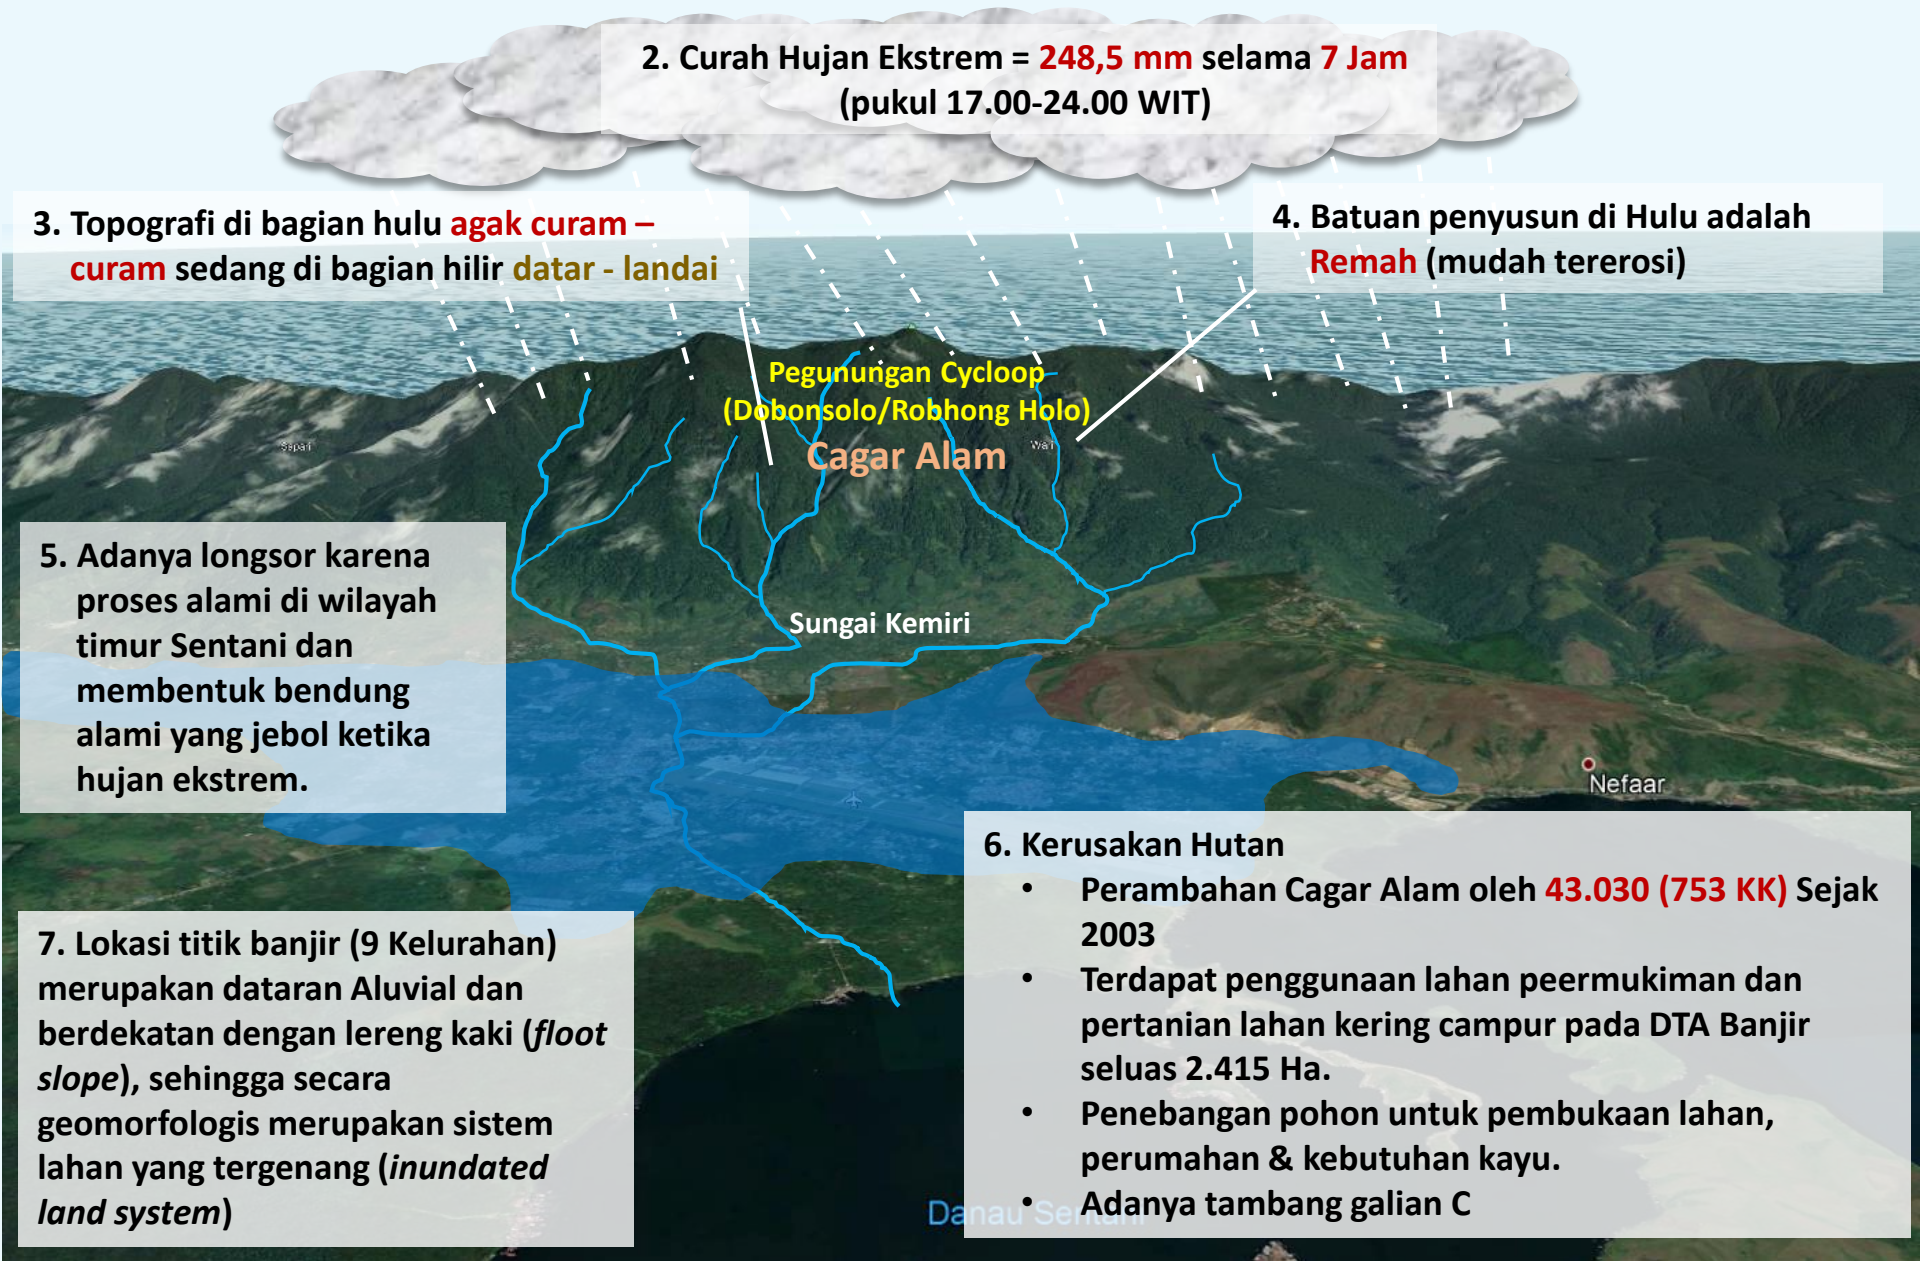 2. Curah Hujan Ekstrem = 248,5 mm selama 7 Jam
(pukul 17.00-24.00 WIT)
3. Topografi di bagian hulu agak curam –
curam sedang di bagian hilir datar - landai
4. Batuan penyusun di Hulu adalah
Remah (mudah tererosi)
Pegunungan Cycloop
(Dobonsolo/Robhong Holo)
Cagar Alam
Sapari
Wari
5. Adanya longsor karena
proses alami di wilayah
timur Sentani dan
membentuk bendung
alami yang jebol ketika
hujan ekstrem.
Sungai Kemiri
Nefaar
6. Kerusakan Hutan
• Perambahan Cagar Alam oleh 43.030 (753 KK) Sejak
2003
• Terdapat penggunaan lahan peermukiman dan
pertanian lahan kering campur pada DTA Banjir
seluas 2.415 Ha.
• Penebangan pohon untuk pembukaan lahan,
perumahan & kebutuhan kayu.
• Adanya tambang galian C
7. Lokasi titik banjir (9 Kelurahan)
merupakan dataran Aluvial dan
berdekatan dengan lereng kaki (floot
slope), sehingga secara
geomorfologis merupakan sistem
lahan yang tergenang (inundated
land system)
Danau Sentani